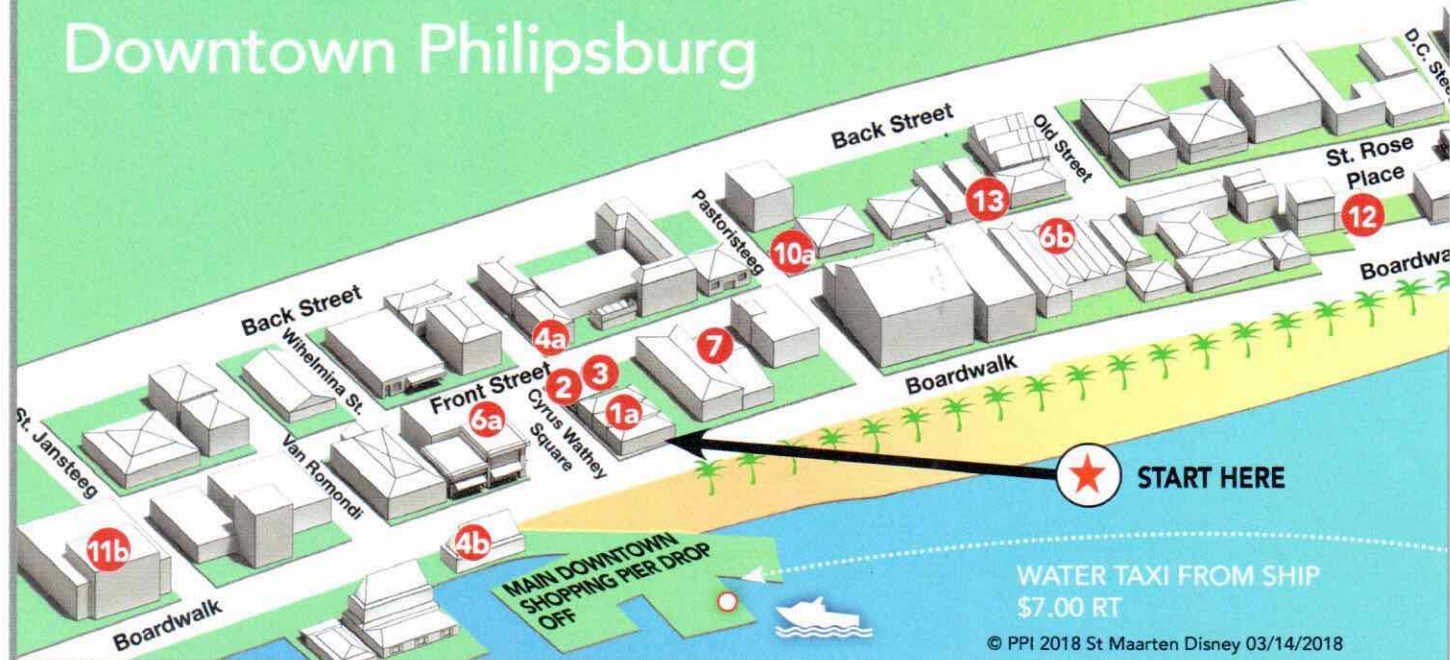 Downtown Philipsburg
D.C. Stee
Back Street
Old Street
St. Rose
Place
Pastoriesteeg
13
12
6b
10a
Boardwa
Back Street
Wihelmina St.
4a
7
Boardwalk
Front Street
2
3
1a
6a
Cyrus Wathey
Square
St. Jansteeg
Van Romondi
START HERE
11b
4b
MAIN DOWNTOWN
SHOPPING PIER DROP
OFF
WATER TAXI FROM SHIP
$7.00 RT
Boardwalk
© PPI 2018 St Maarten Disney 03/14/2018